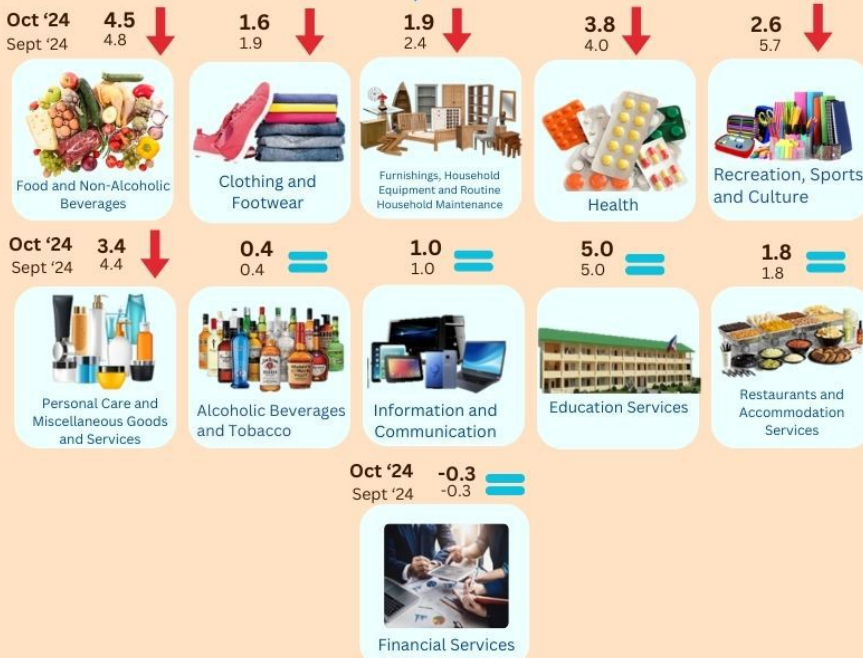 Oct ‘24 4.5 1.6 1.9 3.8 2.6
Sept ‘24 4.8 1.9 2.4 4.0 5.7
Food and Non-Alcoholic
Beverages
Clothing and
Footwear
Furnishings, Household
Equipment and Routine
Household Maintenance
Health
Recreation, Sports
and Culture
Oct ‘24 3.4 0.4 1.0 5.0 1.8
Sept ‘24 4.4 0.4 1.0 5.0 1.8
Personal Care and
Miscellaneous Goods
and Services
Alcoholic Beverages
and Tobacco
Information and
Communication
Education Services
Restaurants and
Accommodation
Services
Oct ‘24 -0.3
Sept ‘24 -0.3
Financial Services